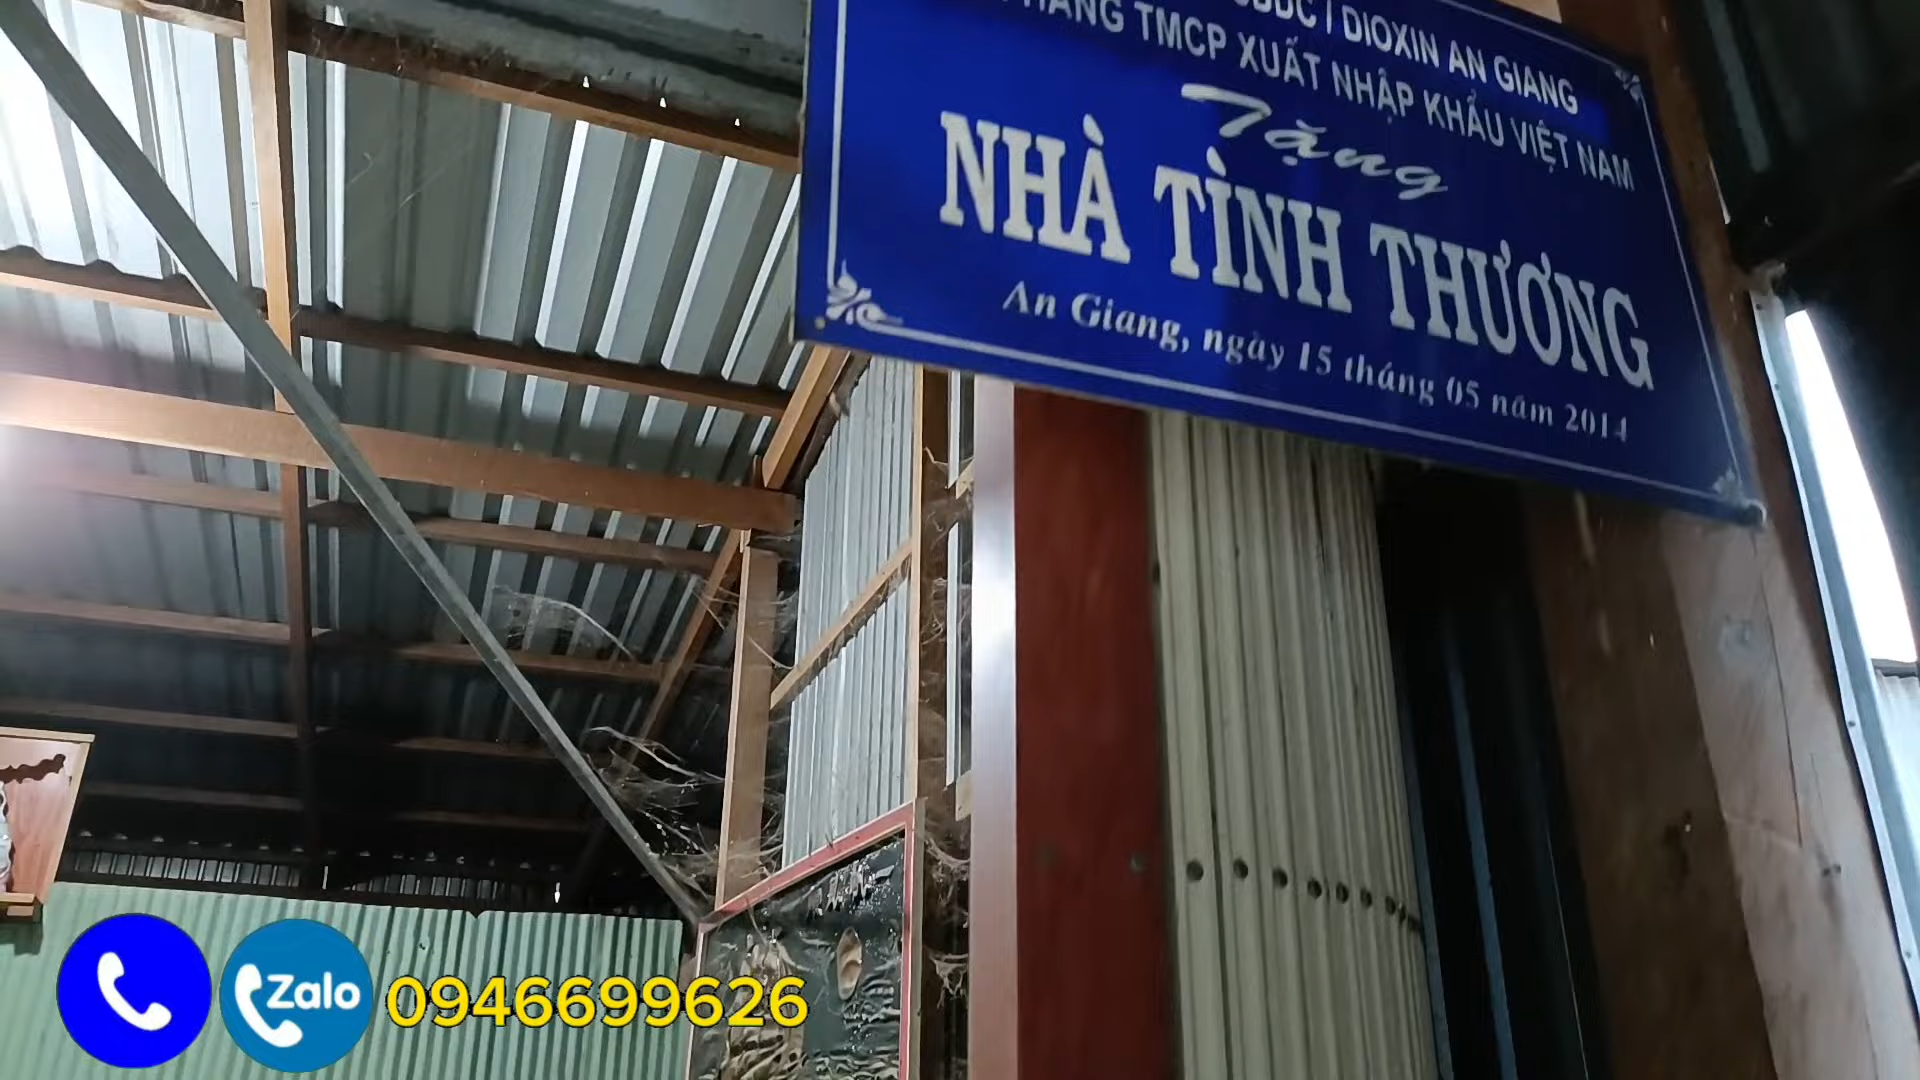 DIOXIN AN GIANG
HÀNG TMCP XUẤT NHẬP KHẨU VIỆT NAM
Tặng
NHÀ TÌNH THƯƠNG
An Giang, ngày 15 tháng 05 năm 2014
Zalo 0946699626